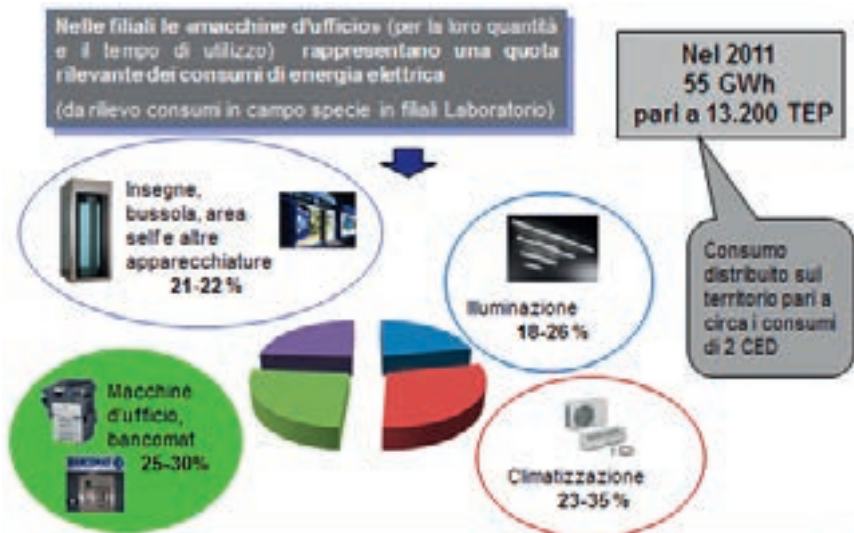 Nelle filiali le «macchine d'ufficio» (per la loro quantità
e il tempo di utilizzo) rappresentano una quota
rilevante dei consumi di energia elettrica
(da rilievo consumi in campo specie in filiali Laboratorio)
Nel 2011
55 GWh
pari a 13.200 TEP
Insegne,
bussola, area
self e altre
apparecchiature
21-22 %
Illuminazione
18-26 %
Consumo
distribuito sul
territorio pari a
circa i consumi
di 2 CED
Macchine
d'ufficio,
bancomat
25-30%
BANCOMAT
Climatizzazione
23-35 %